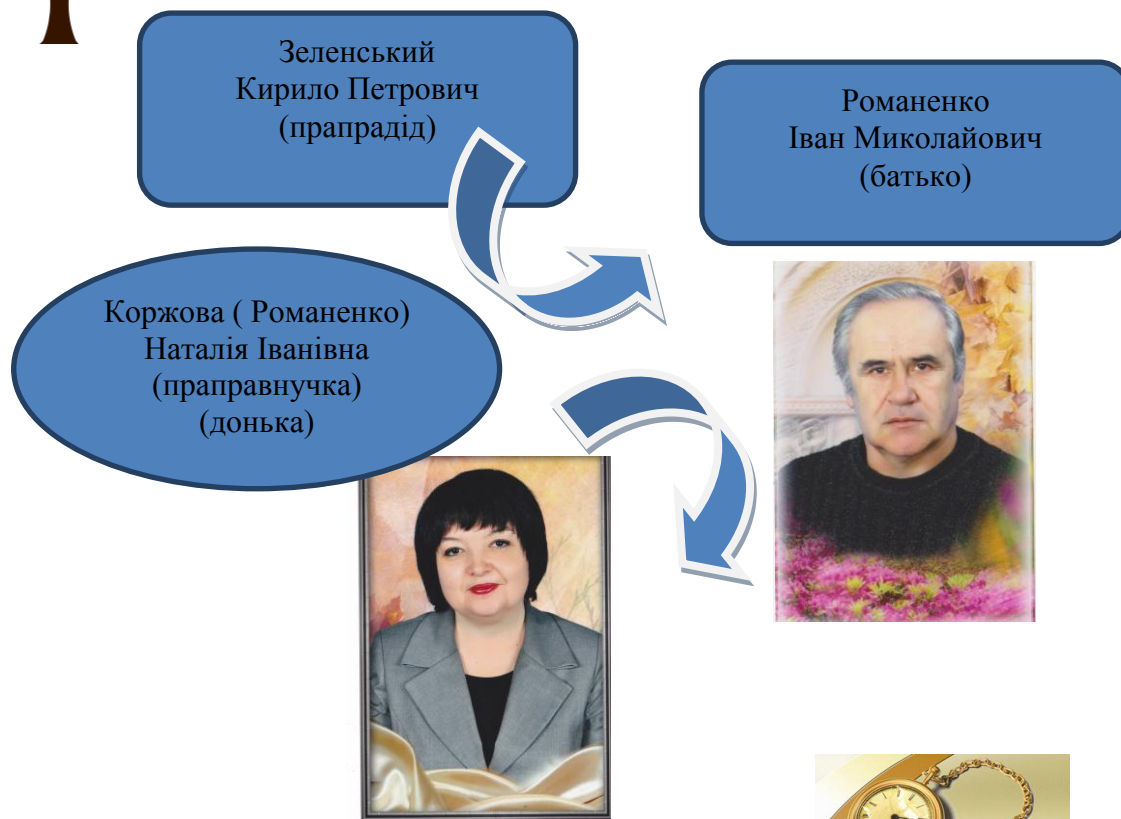 Зеленський
Кирило Петрович
(прапрадід)
Романенко
Іван Миколайович
(батько)
Коржова ( Романенко)
Наталія Іванівна
(праправнучка)
(донька)